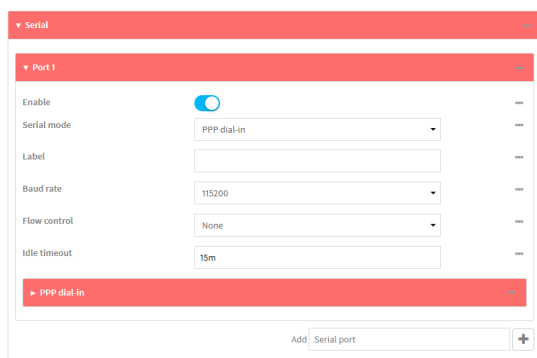 Serial
Port 1
Enable
Serial mode PPP dial-in
Label
Baud rate 115200
Flow control None
Idle timeout 15m
PPP dial-in
Add Serial port